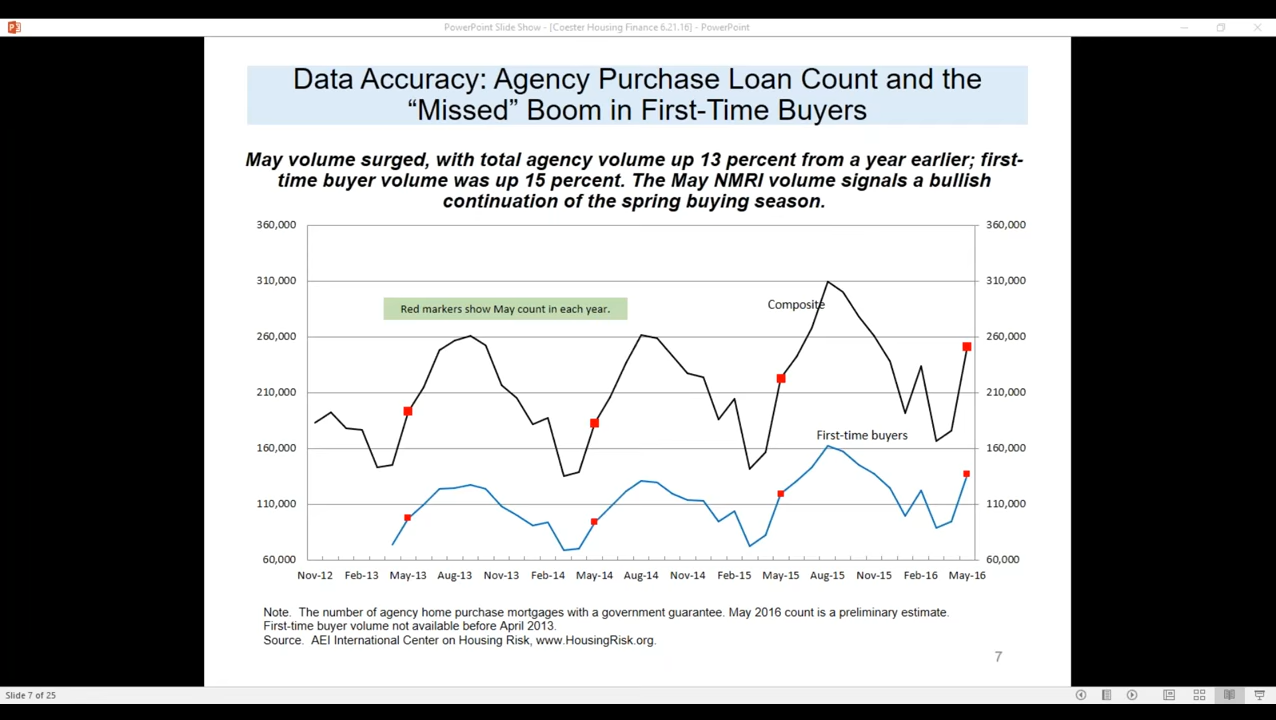 PowerPoint Slide Show - [Coester Housing Finance 6.21.16] - PowerPoint
Data Accuracy: Agency Purchase Loan Count and the
“Missed” Boom in First-Time Buyers
May volume surged, with total agency volume up 13 percent from a year earlier; first-
time buyer volume was up 15 percent. The May NMRI volume signals a bullish
continuation of the spring buying season.
360,000 360,000
310,000 310,000
Composite
Red markers show May count in each year.
260,000 260,000
210,000 210,000
First-time buyers
160,000 160,000
110,000 110,000
60,000 60,000
Nov-12 Feb-13 May-13 Aug-13 Nov-13 Feb-14 May-14 Aug-14 Nov-14 Feb-15 May-15 Aug-15 Nov-15 Feb-16 May-16
Note. The number of agency home purchase mortgages with a government guarantee. May 2016 count is a preliminary estimate.
First-time buyer volume not available before April 2013.
Source. AEI International Center on Housing Risk, www.HousingRisk.org.
7
Slide 7 of 25